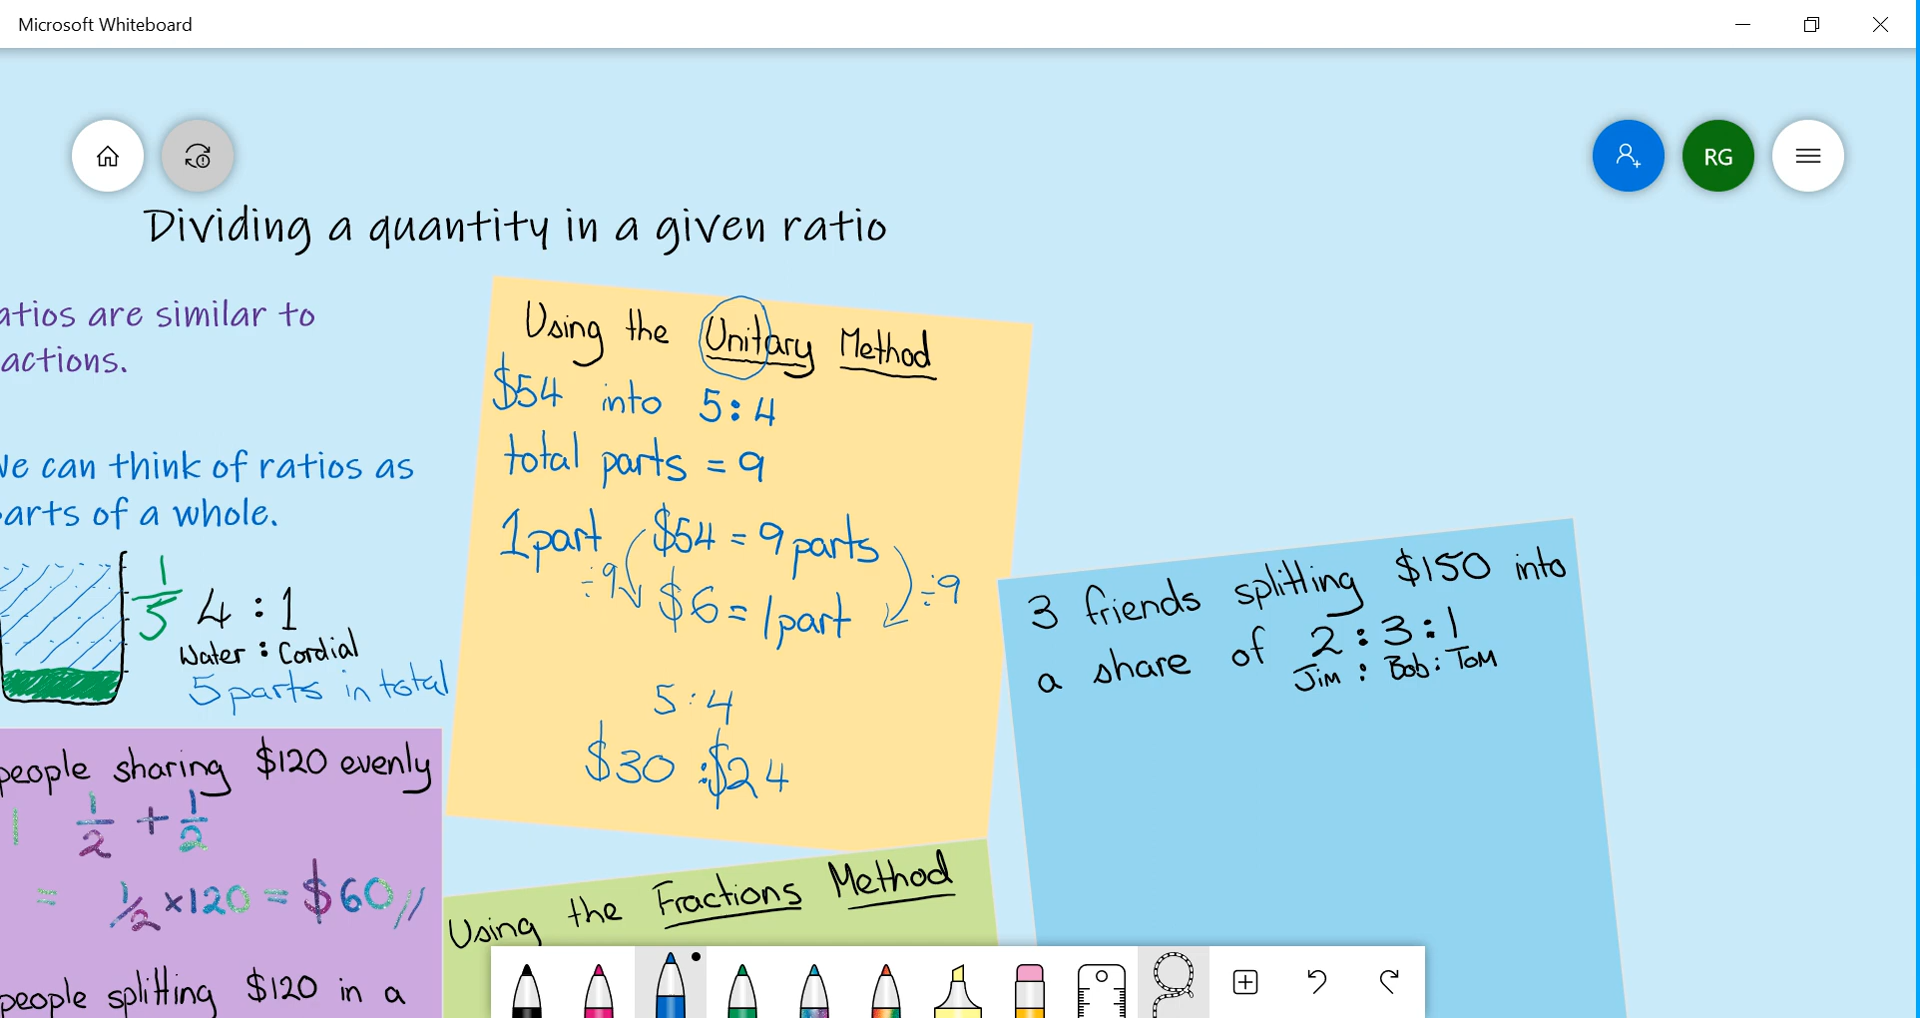 Microsoft Whiteboard
RG
Dividing a quantity in a given ratio
atios are similar to
actions.
We can think of ratios as
parts of a whole.
1/5
4 : 1
Water : Cordial
5 parts in total
people sharing $120 evenly
1 1/2 + 1/2
= 1/2 x 120 = $60 //
people splitting $120 in a
Using the Unitary Method
$54 into 5 : 4
total parts = 9
1 part $54 = 9 parts
÷9 $6 = 1 part ÷9
5 : 4
$30 : $24
Using the Fractions Method
3 friends splitting $150 into
a share of 2 : 3 : 1
Jim : Bob : Tom